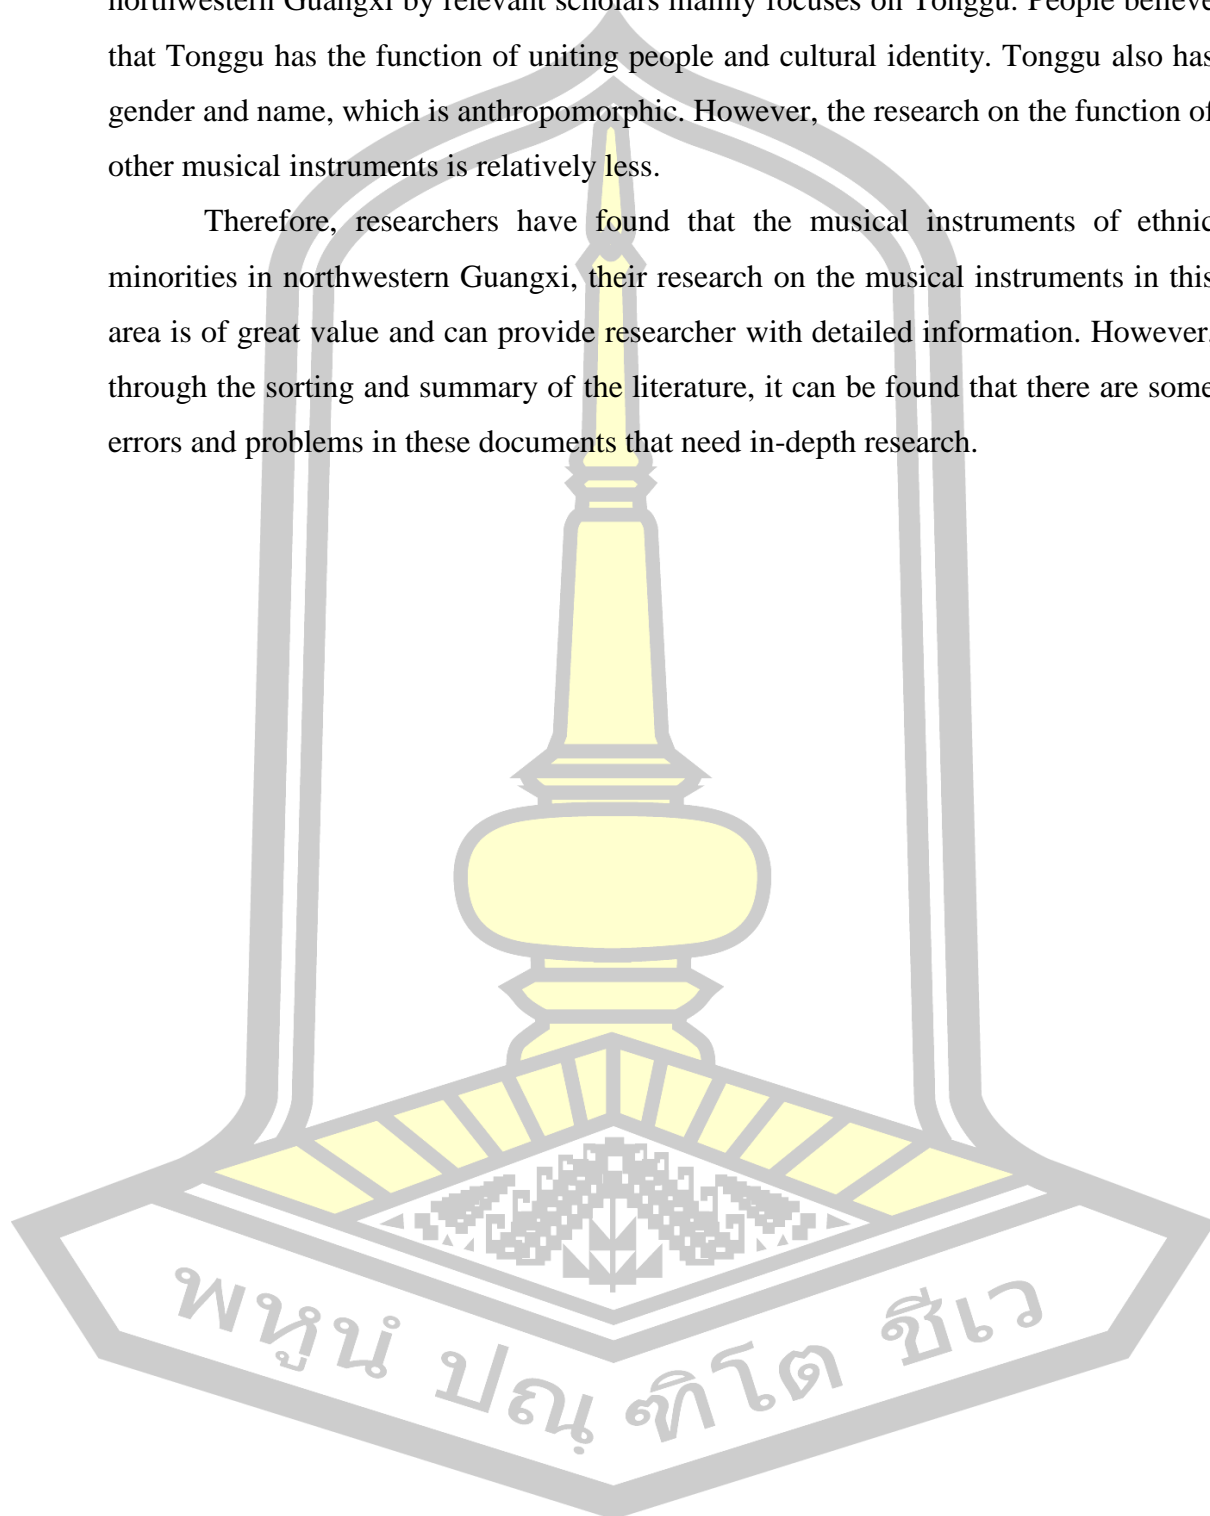 northwestern Guangxi by relevant scholars mainly focuses on Tonggu. People believe
that Tonggu has the function of uniting people and cultural identity. Tonggu also has
gender and name, which is anthropomorphic. However, the research on the function of
other musical instruments is relatively less.
Therefore, researchers have found that the musical instruments of ethnic
minorities in northwestern Guangxi, their research on the musical instruments in this
area is of great value and can provide researcher with detailed information. However,
through the sorting and summary of the literature, it can be found that there are some
errors and problems in these documents that need in-depth research.
พหูนํ ปณฺฑิโต ชีเว